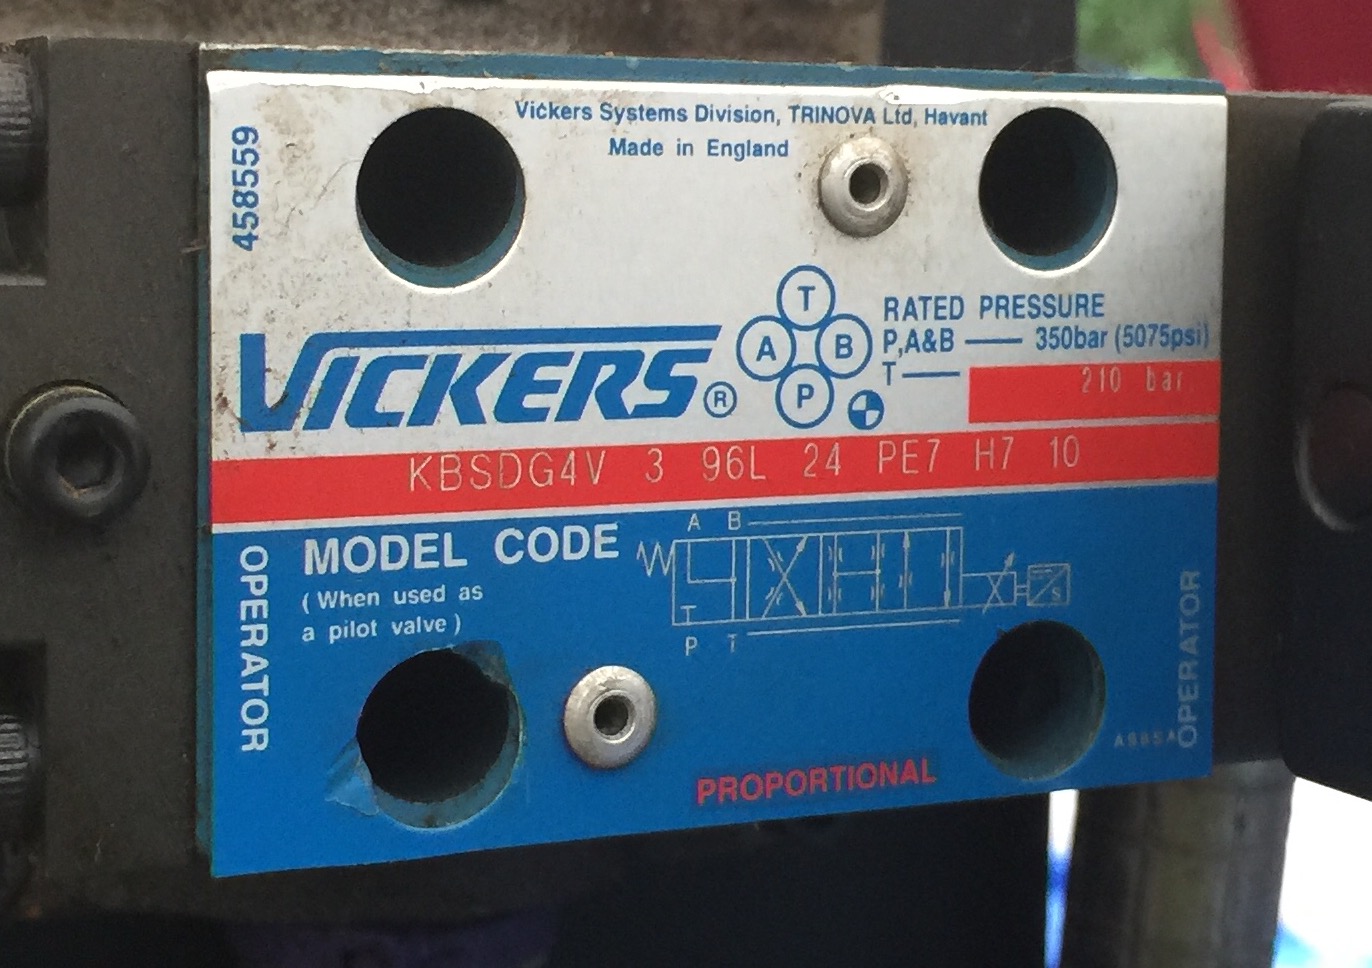 Vickers Systems Division, TRINOVA Ltd, Havant
Made in England
458559
VICKERS ®
T
A B
P
RATED PRESSURE
P,A&B — 350bar (5075psi)
T — 210 bar
KBSDG4V 3 96L 24 PE7 H7 10
MODEL CODE
(When used as
a pilot valve)
A B
T
P T
S
OPERATOR
OPERATOR
PROPORTIONAL